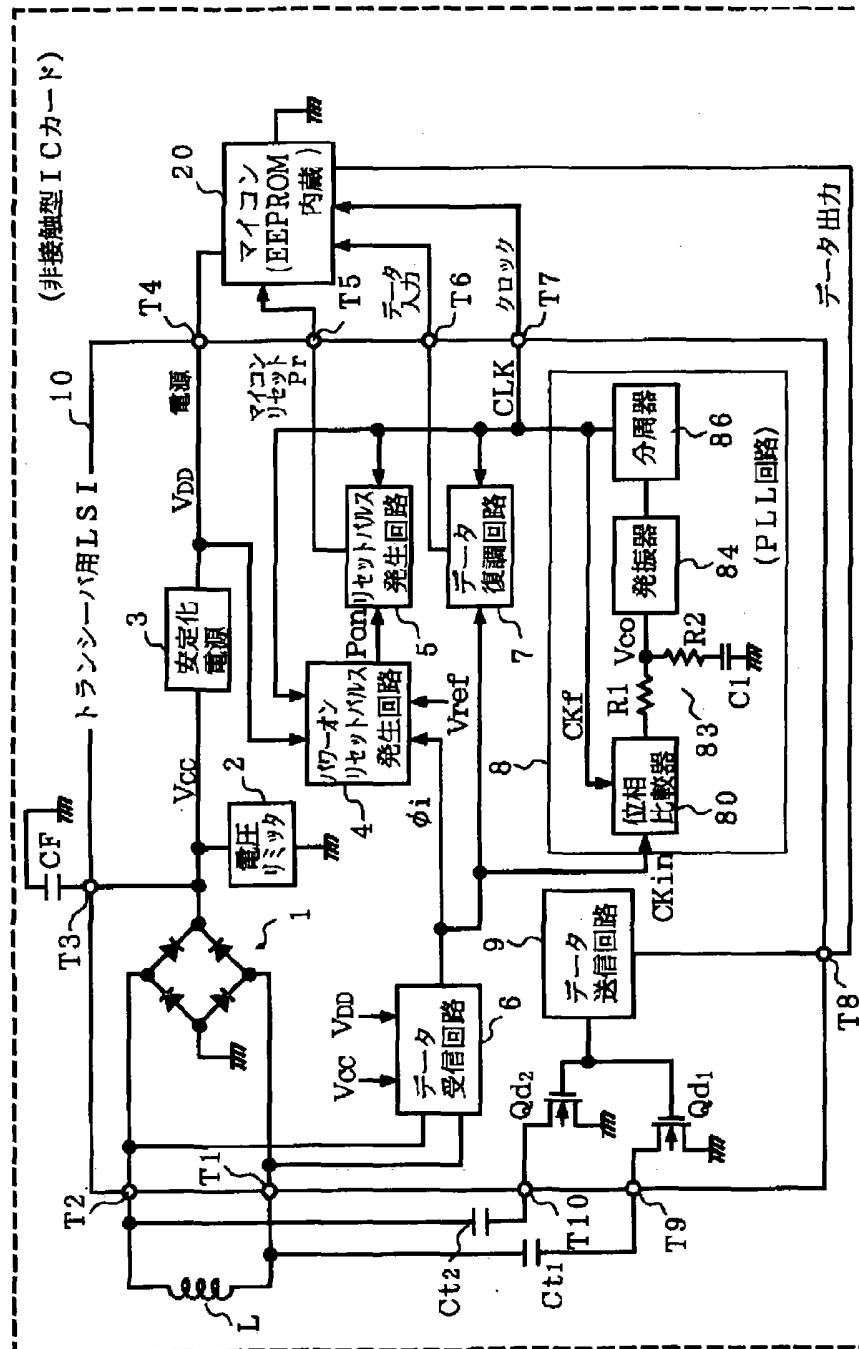 (非接触型ICカード)
トランシーバ用LSI
10
T3
CF
T4
20
マイコン
(EEPROM
内蔵)
電源
VDD
3
安定化
電源
VCC
2
電圧
リミッタ
1
T2
T1
L
マイコン
リセット
Pr
T5
データ
入力
T6
クロック
T7
CLK
リセットパルス
発生回路
5
Pon
パワーオン
リセットパルス
発生回路
4
Vref
φi
データ
復調回路
7
VCC
VDD
データ
受信回路
6
分周器
86
発振器
84
(PLL回路)
Vco
R1
R2
C1
83
CKf
8
位相
比較器
80
CKin
9
データ
送信回路
Qd2
Qd1
T10
T9
Ct2
Ct1
T8
データ出力